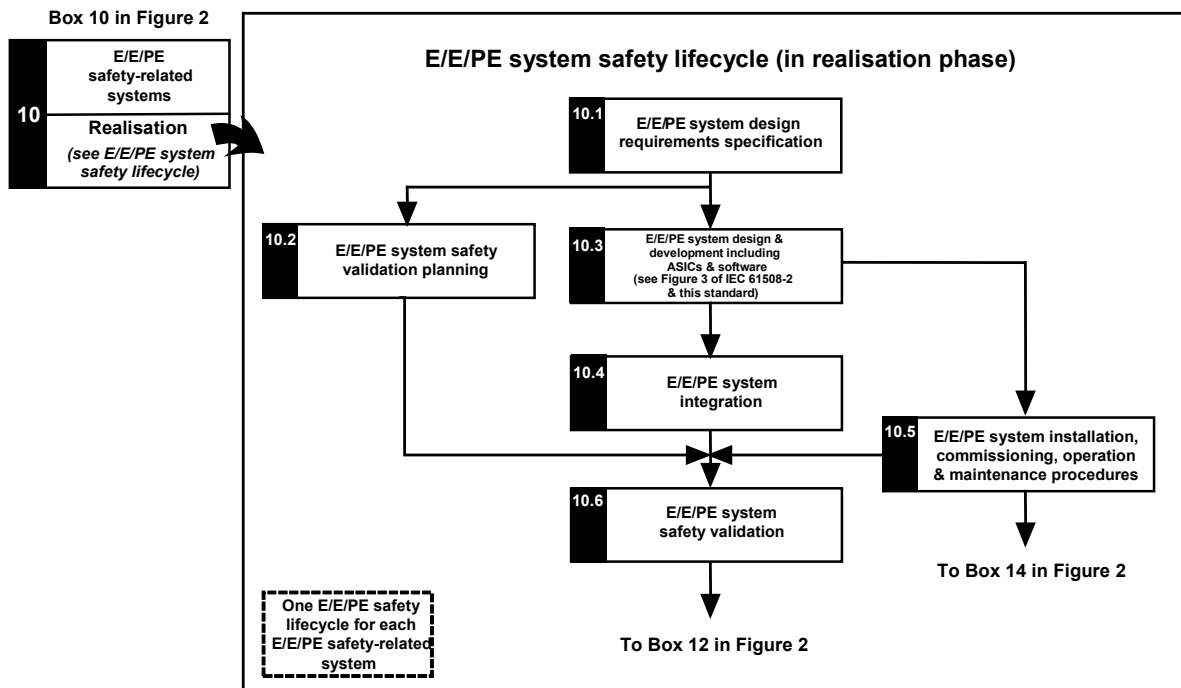 Box 10 in Figure 2
10
E/E/PE
safety-related
systems
Realisation
(see E/E/PE system
safety lifecycle)
E/E/PE system safety lifecycle (in realisation phase)
10.1
E/E/PE system design
requirements specification
10.2
E/E/PE system safety
validation planning
10.3
E/E/PE system design &
development including
ASICs & software
(see Figure 3 of IEC 61508-2
& this standard)
10.4
E/E/PE system
integration
10.5
E/E/PE system installation,
commissioning, operation
& maintenance procedures
10.6
E/E/PE system
safety validation
To Box 14 in Figure 2
One E/E/PE safety
lifecycle for each
E/E/PE safety-related
system
To Box 12 in Figure 2